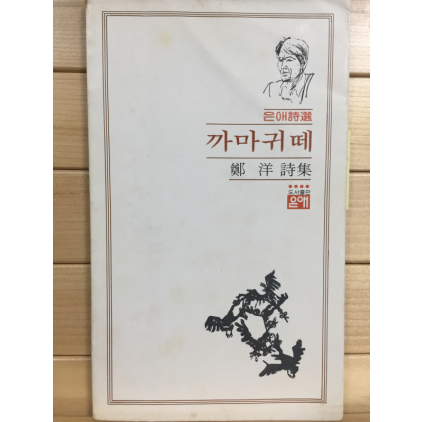 은애詩選
까마귀떼
鄭 洋 詩集
도서출판
은애